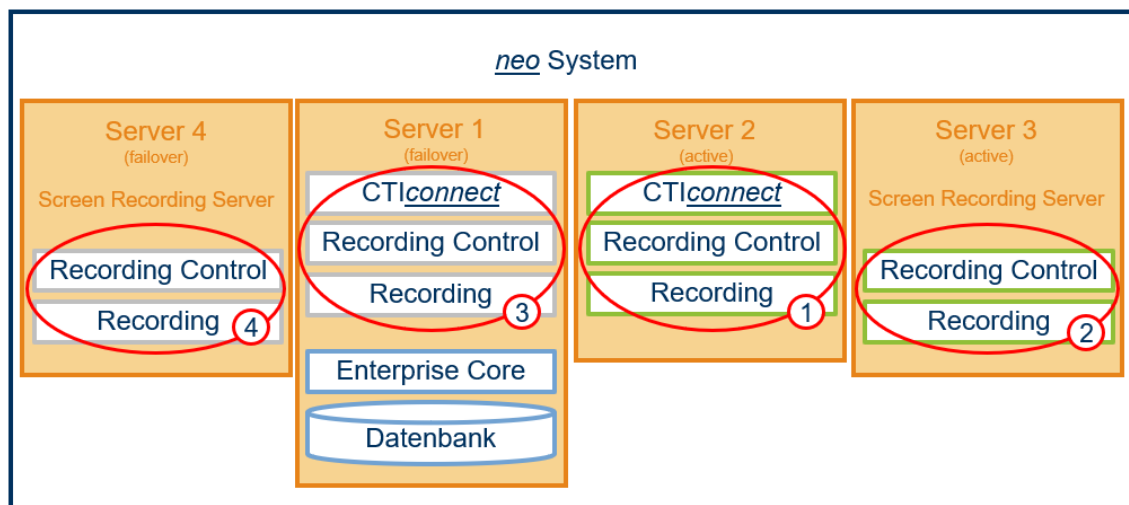 neo System
Server 4
(failover)
Screen Recording Server
Recording Control
Recording
4
Server 1
(failover)
CTIconnect
Recording Control
Recording
3
Enterprise Core
Datenbank
Server 2
(active)
CTIconnect
Recording Control
Recording
1
Server 3
(active)
Screen Recording Server
Recording Control
Recording
2